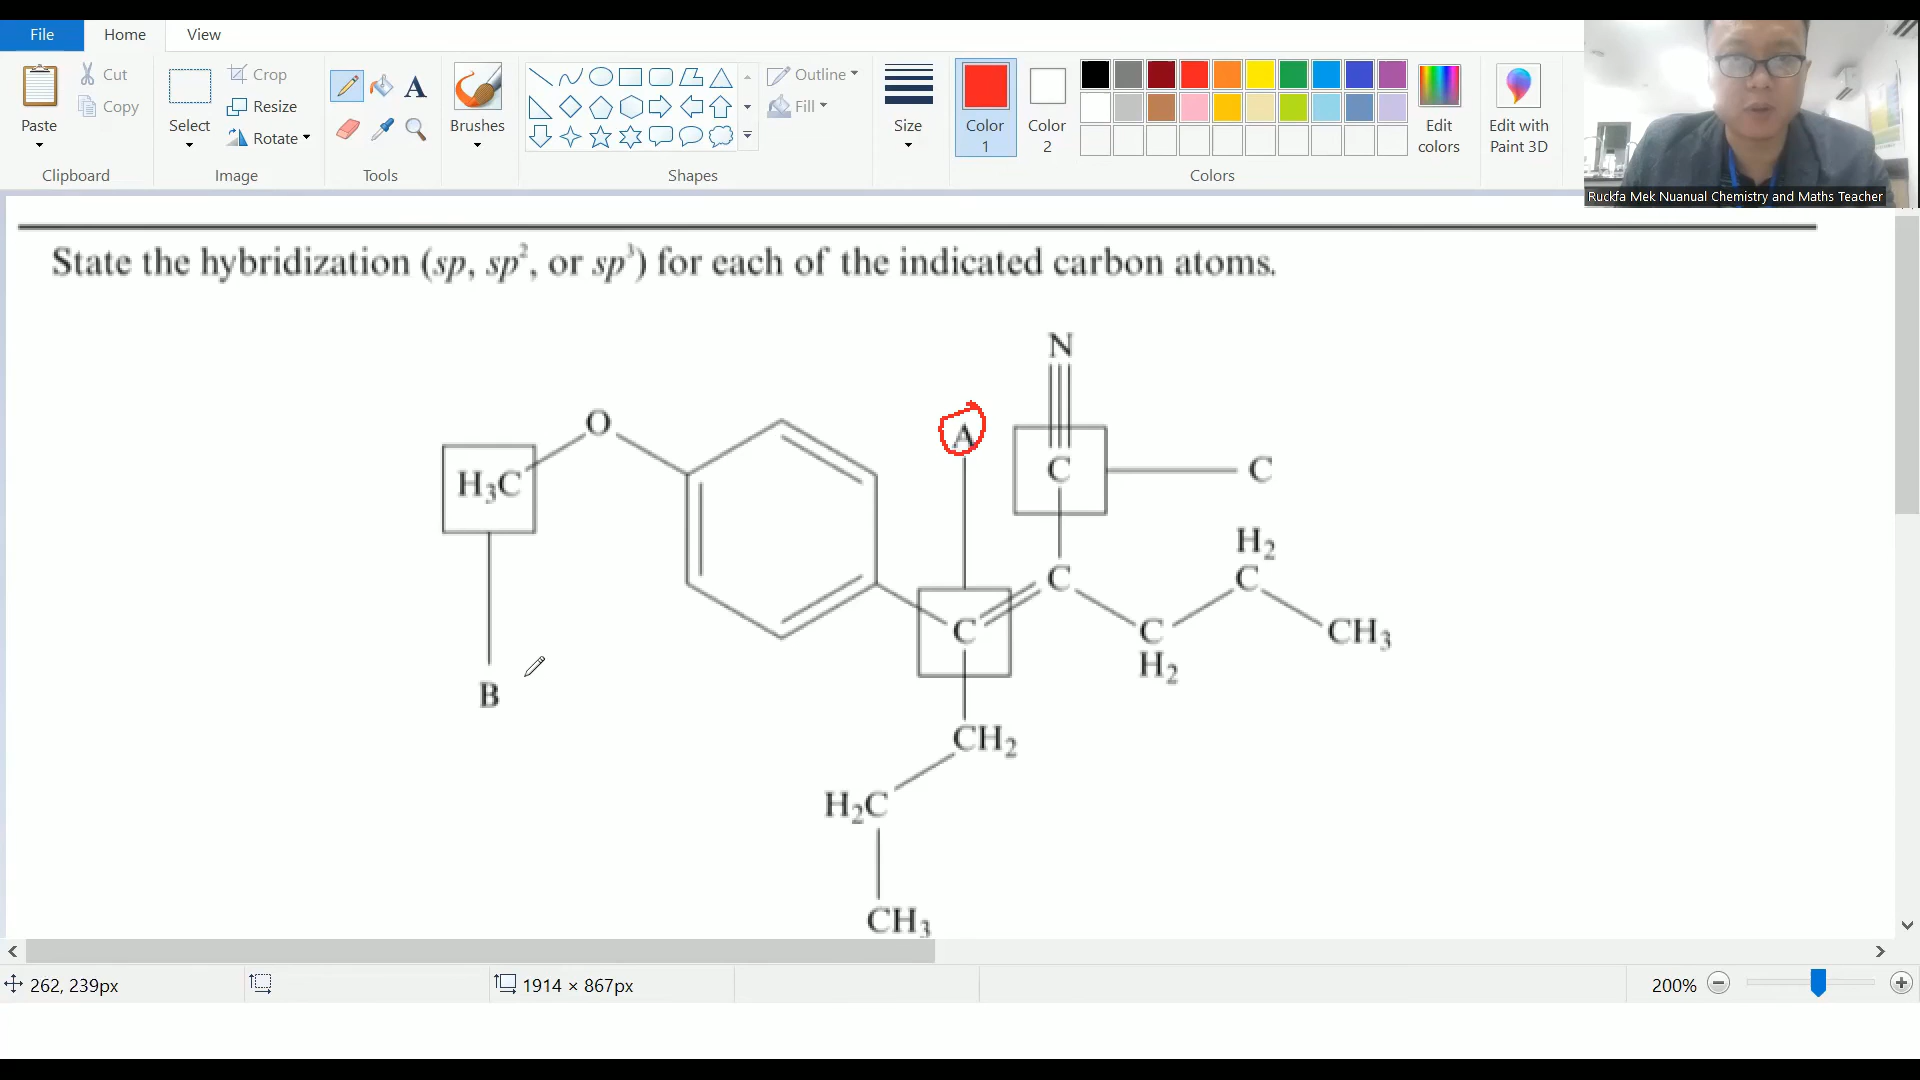 File
Home
View
Paste
Cut
Copy
Clipboard
Select
Crop
Resize
Rotate
Image
Tools
Brushes
Shapes
Outline
Fill
Size
Color
1
Color
2
Edit
colors
Edit with
Paint 3D
Colors
Ruckfa Mek Nuanual Chemistry and Maths Teacher
State the hybridization (sp, sp², or sp³) for each of the indicated carbon atoms.
N
O
A
H₃C
C
C
H₂
C
C
C
C
H₂
CH₃
B
CH₂
H₂C
CH₃
262, 239px
1914 × 867px
200%